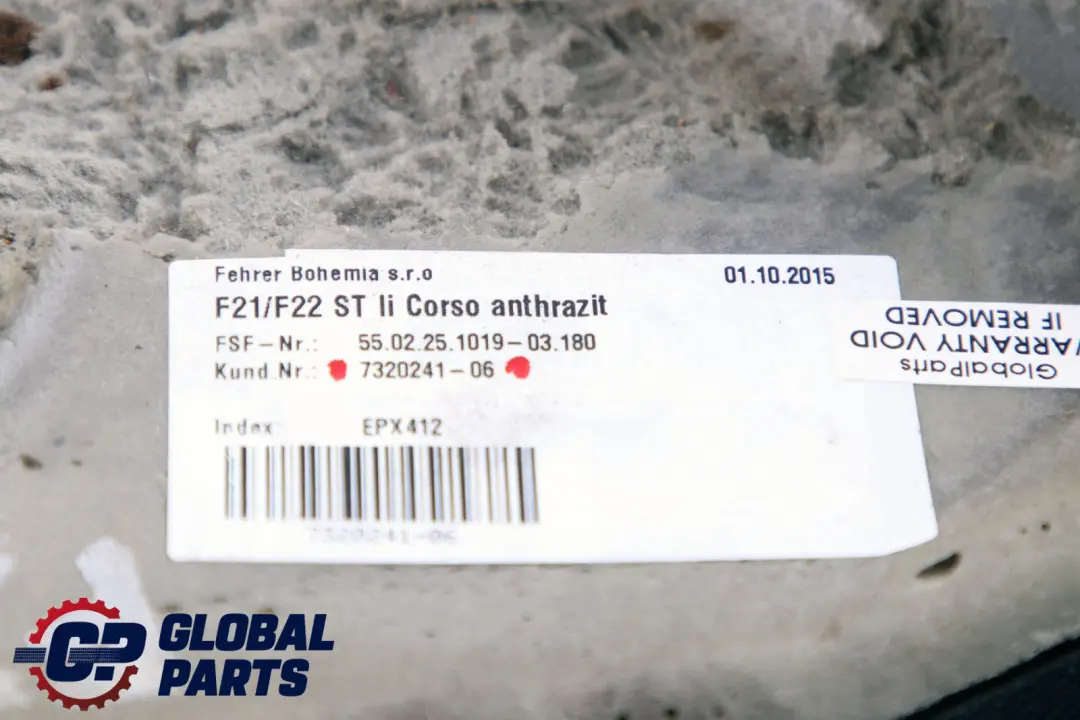 Fehrer Bohemia s.r.o 01.10.2015
F21/F22 ST li Corso anthrazit
FSF-Nr.: 55.02.25.1019-03.180
Kund.Nr.: 7320241-06
Index: EPX412
7320241-06
GlobalParts
WARRANTY VOID
IF REMOVED
GP GLOBAL
PARTS